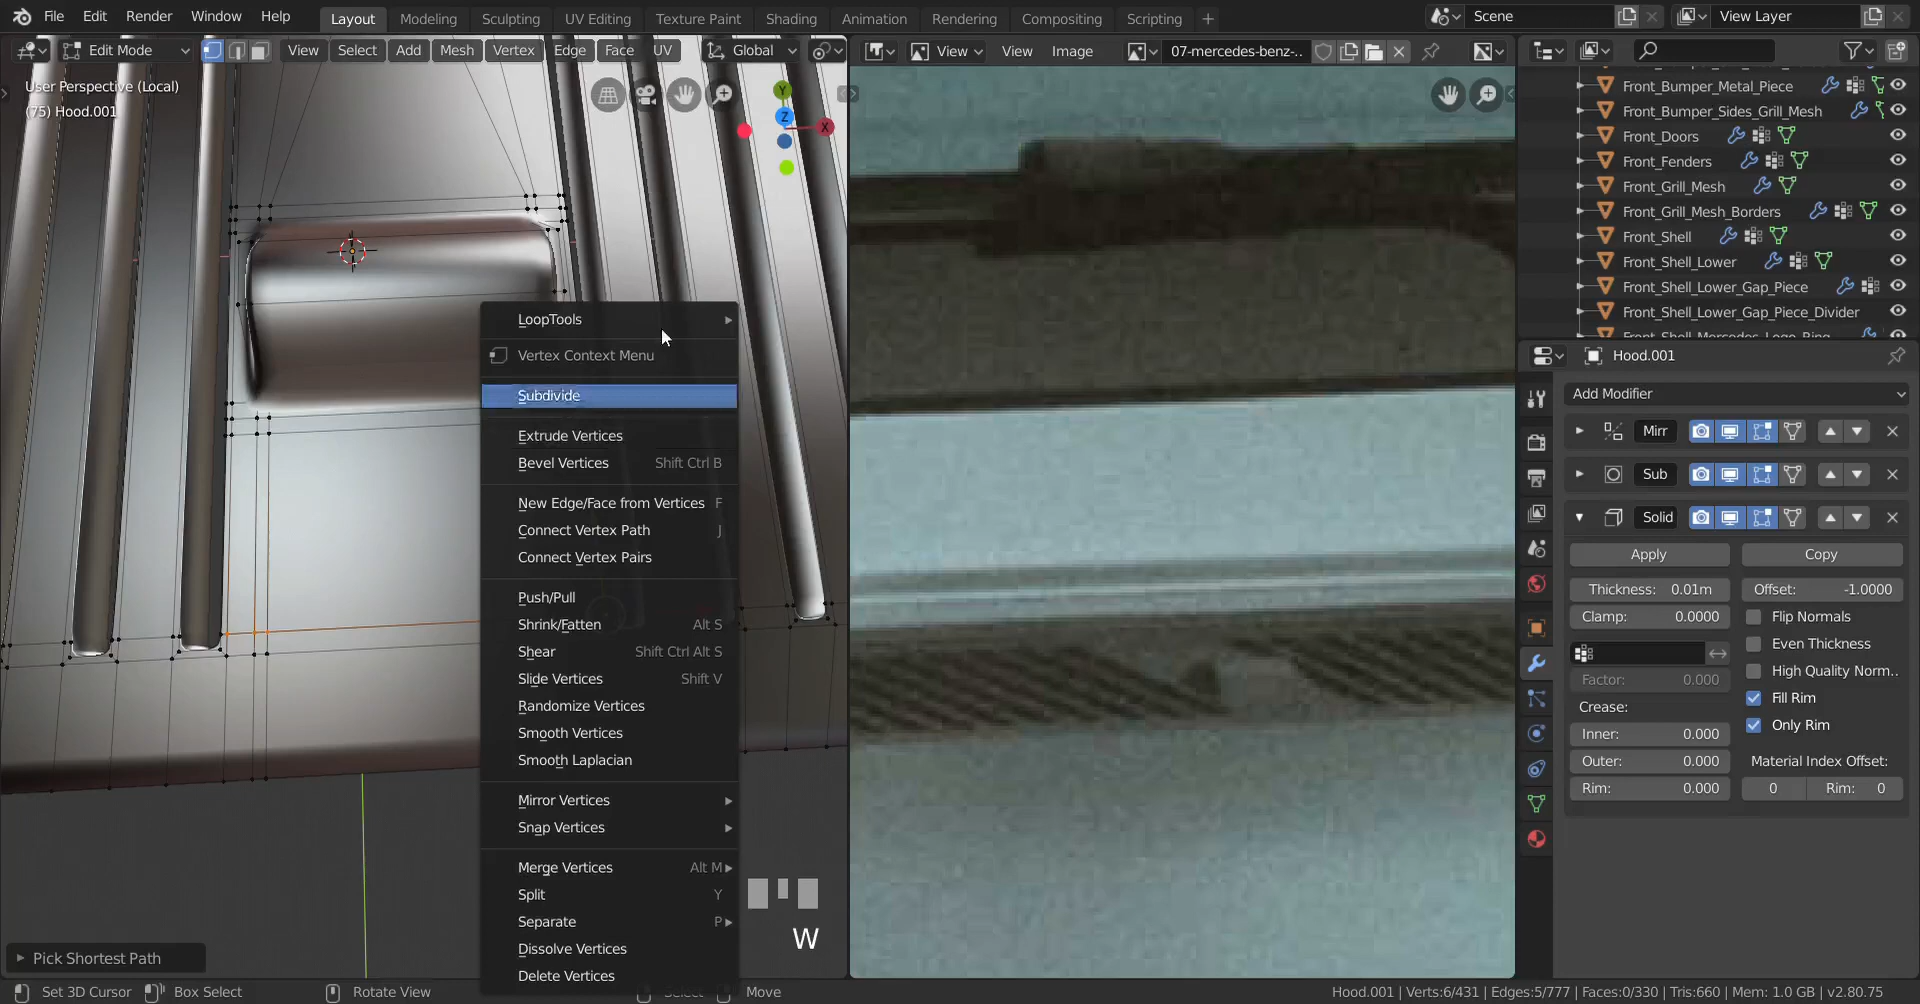 File Edit Render Window Help Layout Modeling Sculpting UV Editing Texture Paint Shading Animation Rendering Compositing Scripting + Scene View Layer
Edit Mode View Select Add Mesh Vertex Edge Face UV Global View View Image 07-mercedes-benz-..
User Perspective (Local)
(75) Hood.001
Y
Z
X
LoopTools
Vertex Context Menu
Subdivide
Extrude Vertices
Bevel Vertices Shift Ctrl B
New Edge/Face from Vertices F
Connect Vertex Path J
Connect Vertex Pairs
Push/Pull
Shrink/Fatten Alt S
Shear Shift Ctrl Alt S
Slide Vertices Shift V
Randomize Vertices
Smooth Vertices
Smooth Laplacian
Mirror Vertices
Snap Vertices
Merge Vertices Alt M
Split Y
Separate P
Dissolve Vertices
Delete Vertices
W
Pick Shortest Path
Front_Bumper_Metal_Piece
Front_Bumper_Sides_Grill_Mesh
Front_Doors
Front_Fenders
Front_Grill_Mesh
Front_Grill_Mesh_Borders
Front_Shell
Front_Shell_Lower
Front_Shell_Lower_Gap_Piece
Front_Shell_Lower_Gap_Piece_Divider
Front_Shell_Mercedes_Logo_Ring
Hood.001
Add Modifier
Mirr
Sub
Solid
Apply Copy
Thickness: 0.01m Offset: -1.0000
Clamp: 0.0000 Flip Normals
Even Thickness
Factor: 0.000 High Quality Norm..
Crease: Fill Rim
Inner: 0.000 Only Rim
Outer: 0.000 Material Index Offset:
Rim: 0.000 0 Rim: 0
Set 3D Cursor Box Select Rotate View Select Move Hood.001 | Verts:6/431 | Edges:5/777 | Faces:0/330 | Tris:660 | Mem: 1.0 GB | v2.80.75